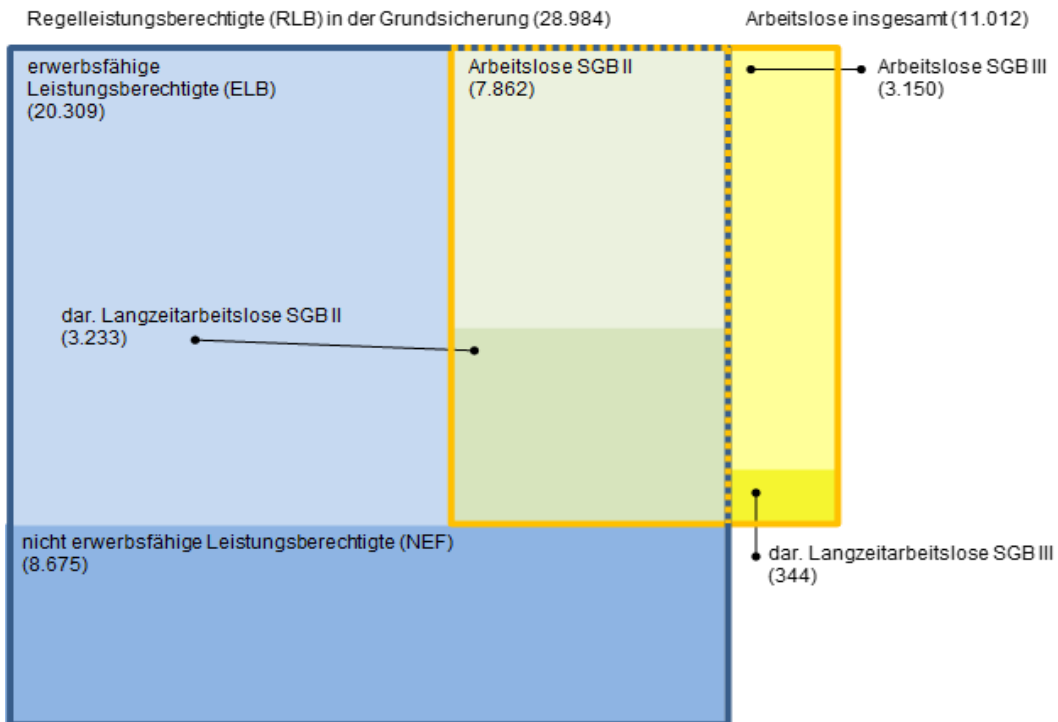 Regelleistungsberechtigte (RLB) in der Grundsicherung (28.984)
Arbeitslose insgesamt (11.012)
erwerbsfähige
Leistungsberechtigte (ELB)
(20.309)
Arbeitslose SGB II
(7.862)
Arbeitslose SGB III
(3.150)
dar. Langzeitarbeitslose SGB II
(3.233)
nicht erwerbsfähige Leistungsberechtigte (NEF)
(8.675)
dar. Langzeitarbeitslose SGB III
(344)